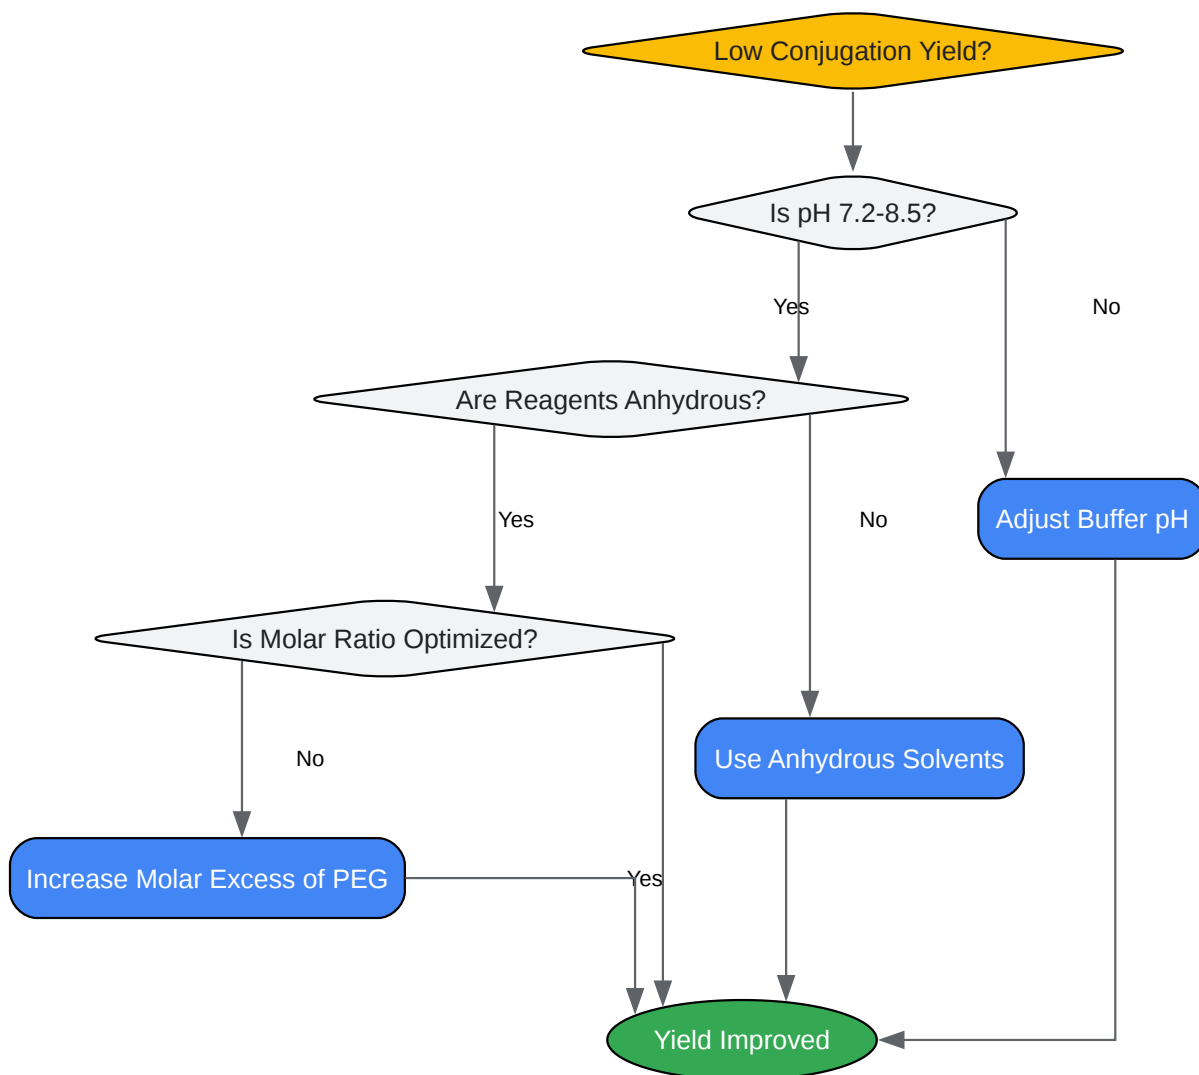 Low Conjugation Yield?
Is pH 7.2-8.5?
Yes
No
Are Reagents Anhydrous?
Yes
No
Adjust Buffer pH
Is Molar Ratio Optimized?
No
Use Anhydrous Solvents
Increase Molar Excess of PEG
Yes
Yield Improved